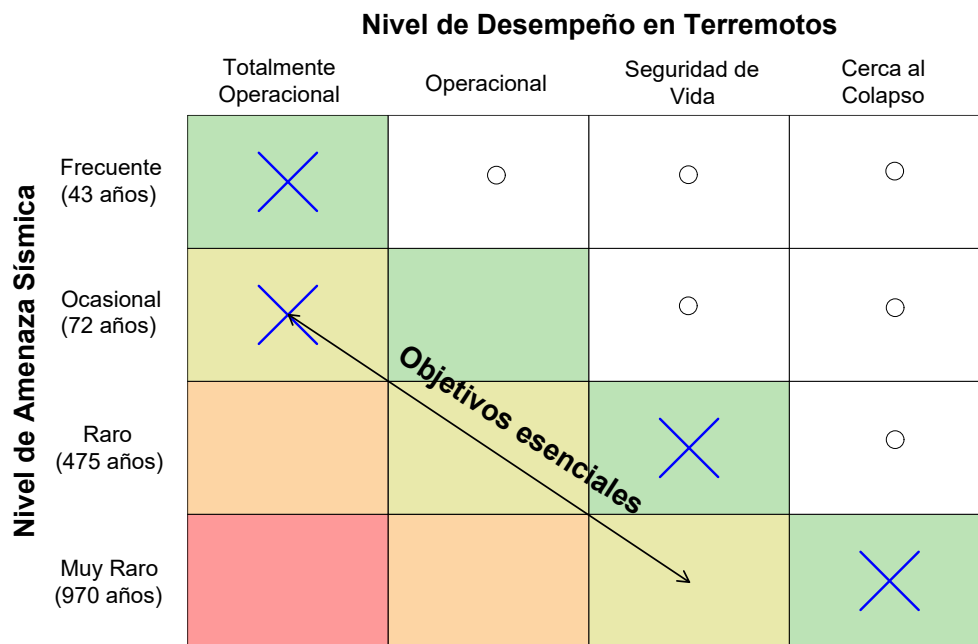 Nivel de Desempeño en Terremotos
Totalmente
Operacional
Operacional
Seguridad de
Vida
Cerca al
Colapso
Nivel de Amenaza Sísmica
Frecuente
(43 años)
Ocasional
(72 años)
Raro
(475 años)
Muy Raro
(970 años)
Objetivos esenciales